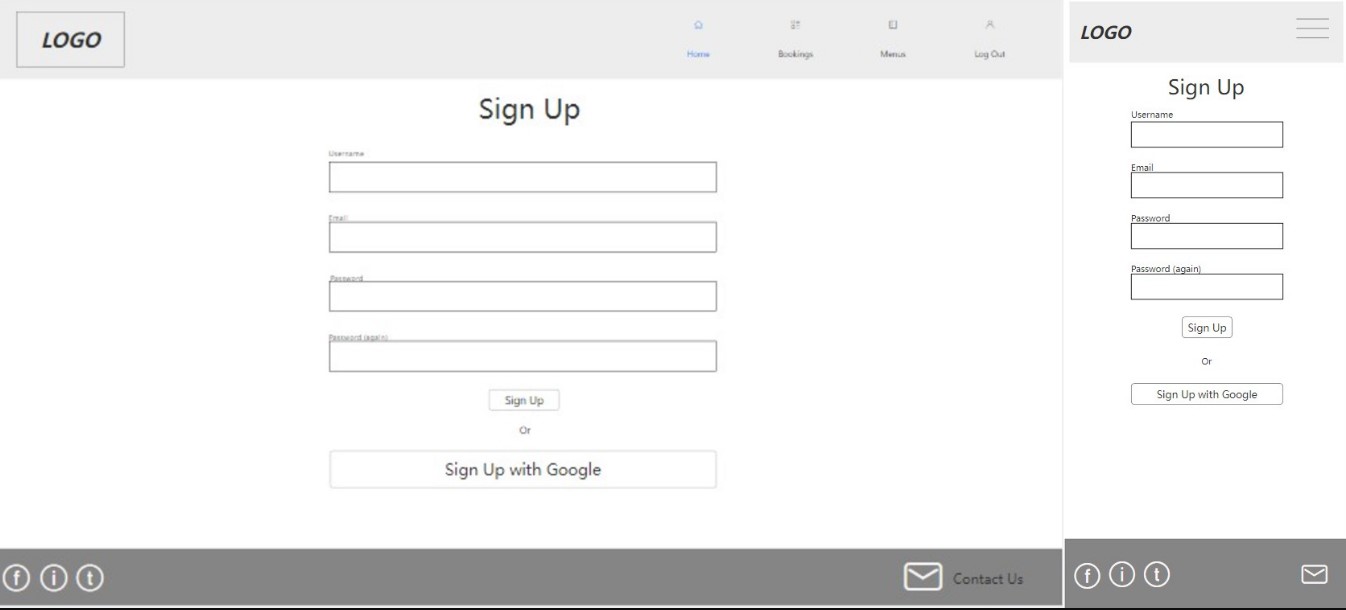 LOGO
Home Bookings Menus Log Out
Sign Up
Username
Email
Password
Password (again)
Sign Up
Or
Sign Up with Google
f i t
Contact Us
LOGO
Sign Up
Username
Email
Password
Password (again)
Sign Up
Or
Sign Up with Google
f i t